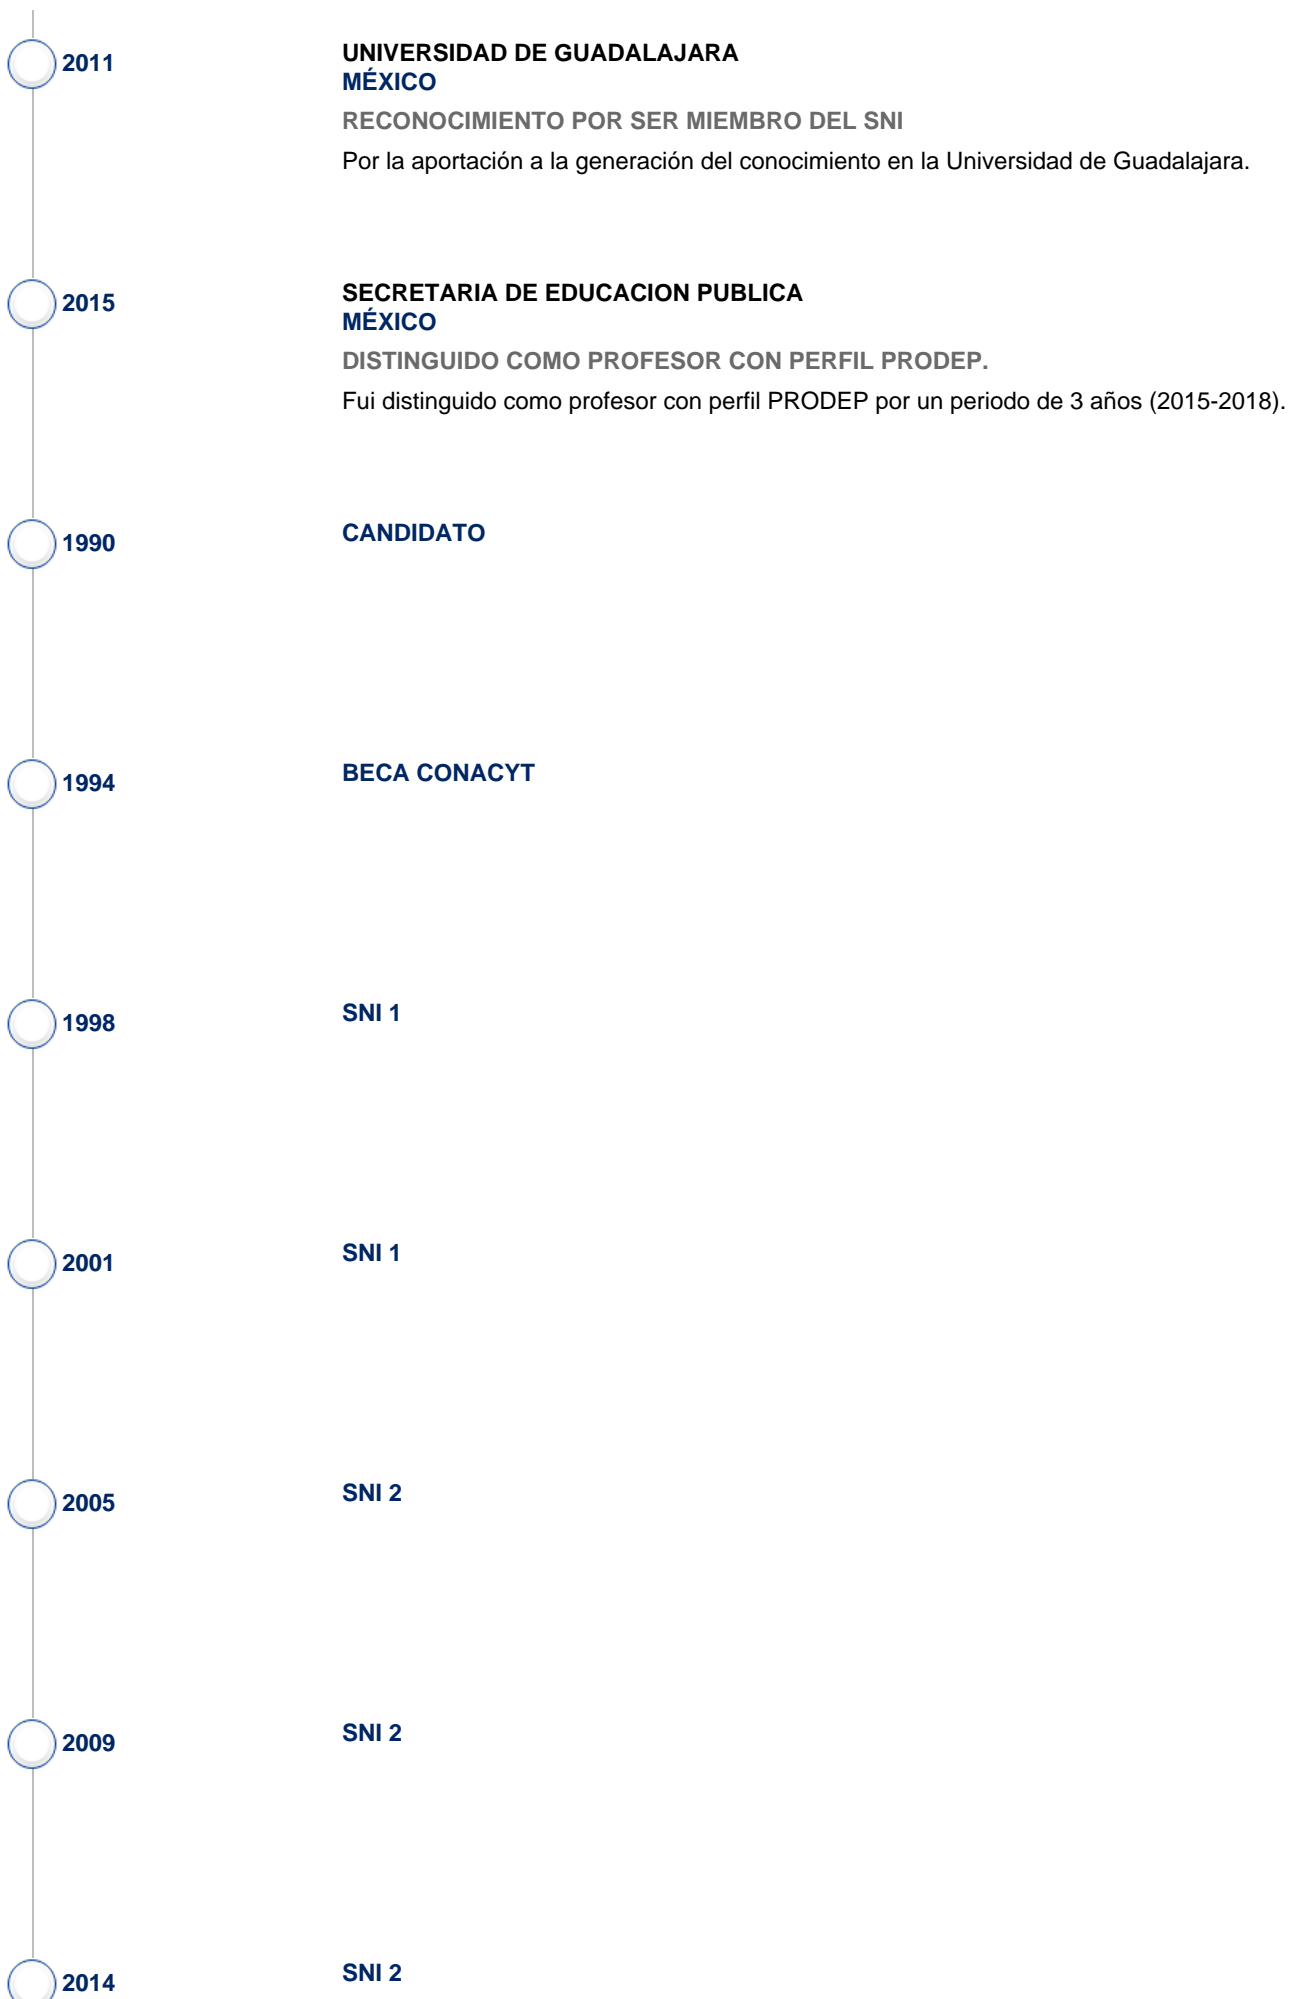 2011
UNIVERSIDAD DE GUADALAJARA
MÉXICO
RECONOCIMIENTO POR SER MIEMBRO DEL SNI
Por la aportación a la generación del conocimiento en la Universidad de Guadalajara.
2015
SECRETARIA DE EDUCACION PUBLICA
MÉXICO
DISTINGUIDO COMO PROFESOR CON PERFIL PRODEP.
Fui distinguido como profesor con perfil PRODEP por un periodo de 3 años (2015-2018).
1990
CANDIDATO
1994
BECA CONACYT
1998
SNI 1
2001
SNI 1
2005
SNI 2
2009
SNI 2
2014
SNI 2